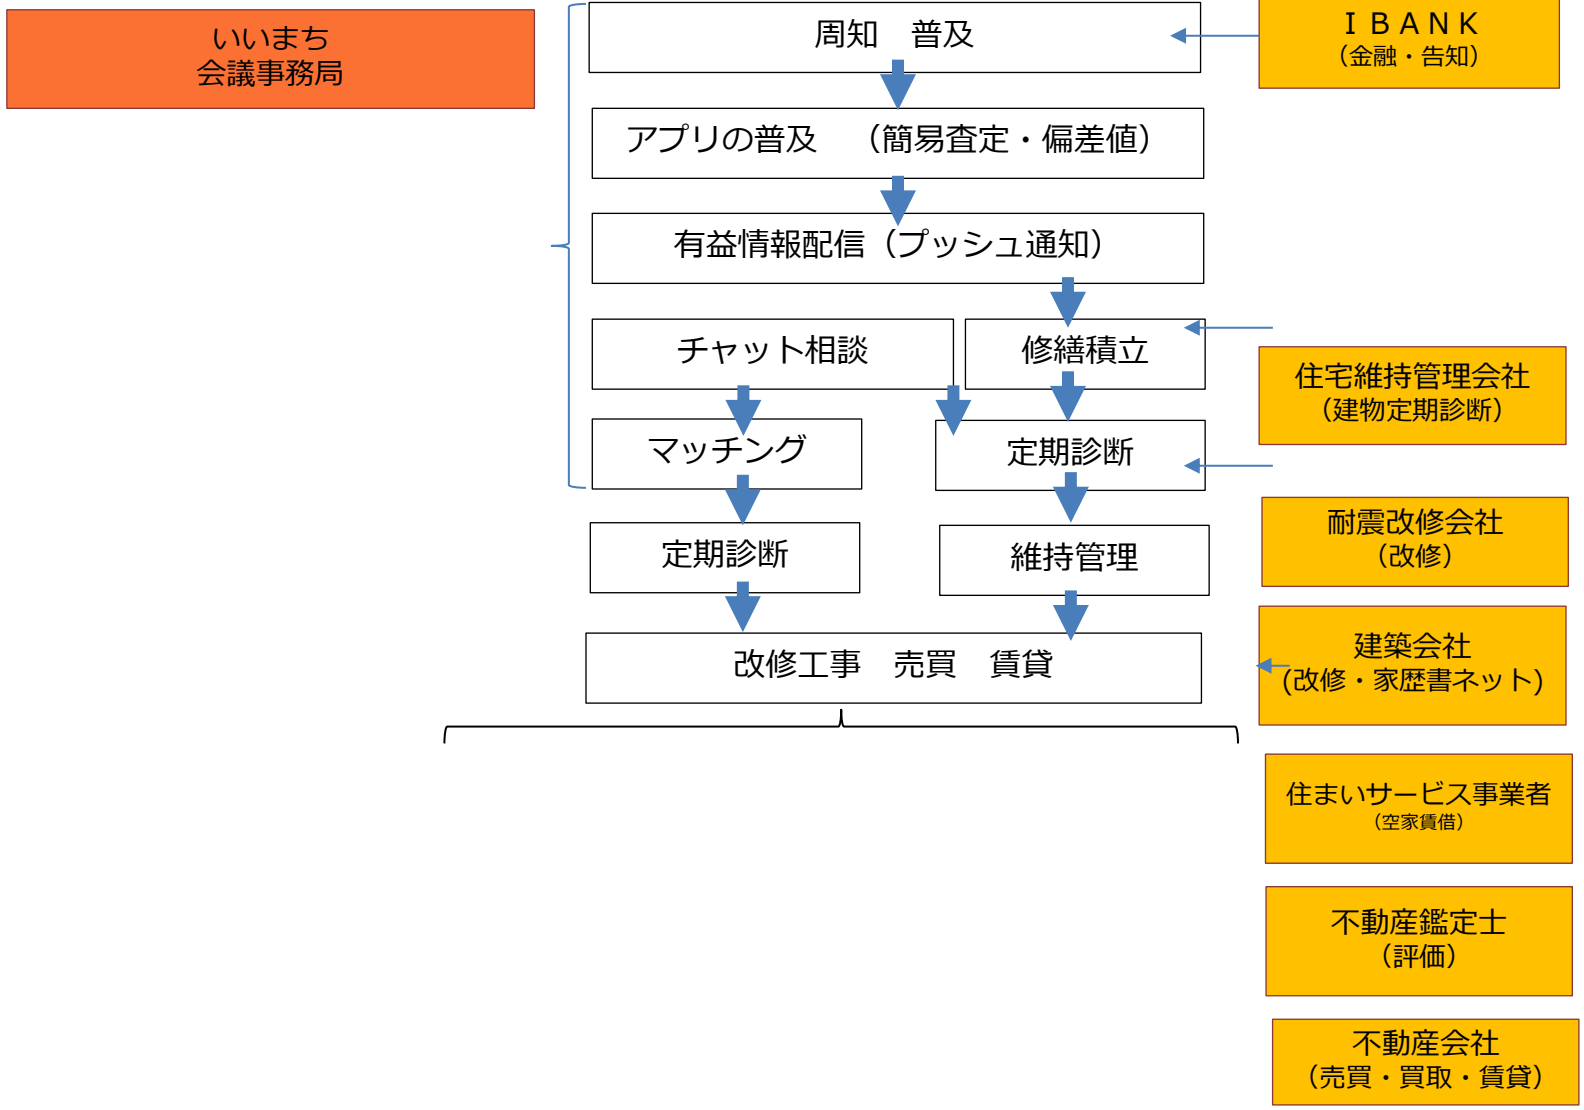 いいまち
会議事務局
周知　普及
ＩＢＡＮＫ
（金融・告知）
アプリの普及　（簡易査定・偏差値）
有益情報配信（プッシュ通知）
チャット相談
修繕積立
住宅維持管理会社
（建物定期診断）
マッチング
定期診断
耐震改修会社
（改修）
定期診断
維持管理
建築会社
(改修・家歴書ネット)
改修工事　売買　賃貸
住まいサービス事業者
（空家賃借）
不動産鑑定士
（評価）
不動産会社
（売買・買取・賃貸）